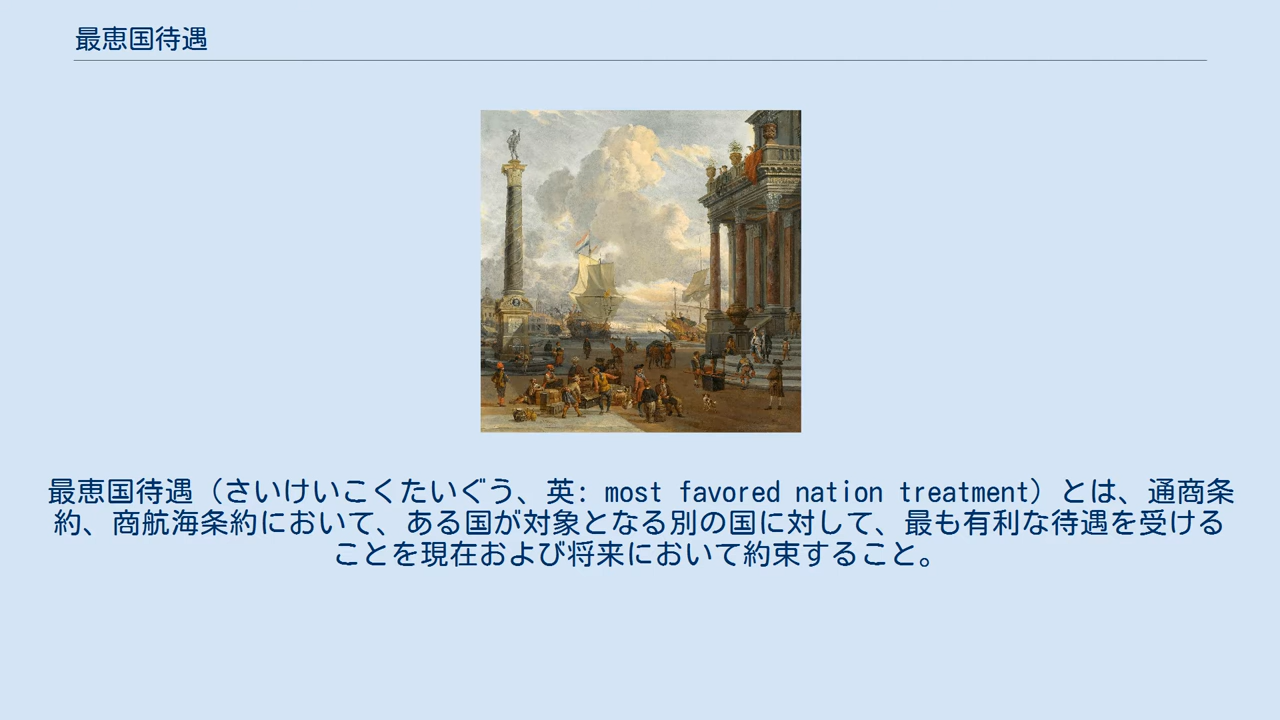 最恵国待遇
最恵国待遇（さいけいこくたいぐう、英: most favored nation treatment）とは、通商条
約、商航海条約において、ある国が対象となる別の国に対して、最も有利な待遇を受ける
ことを現在および将来において約束すること。